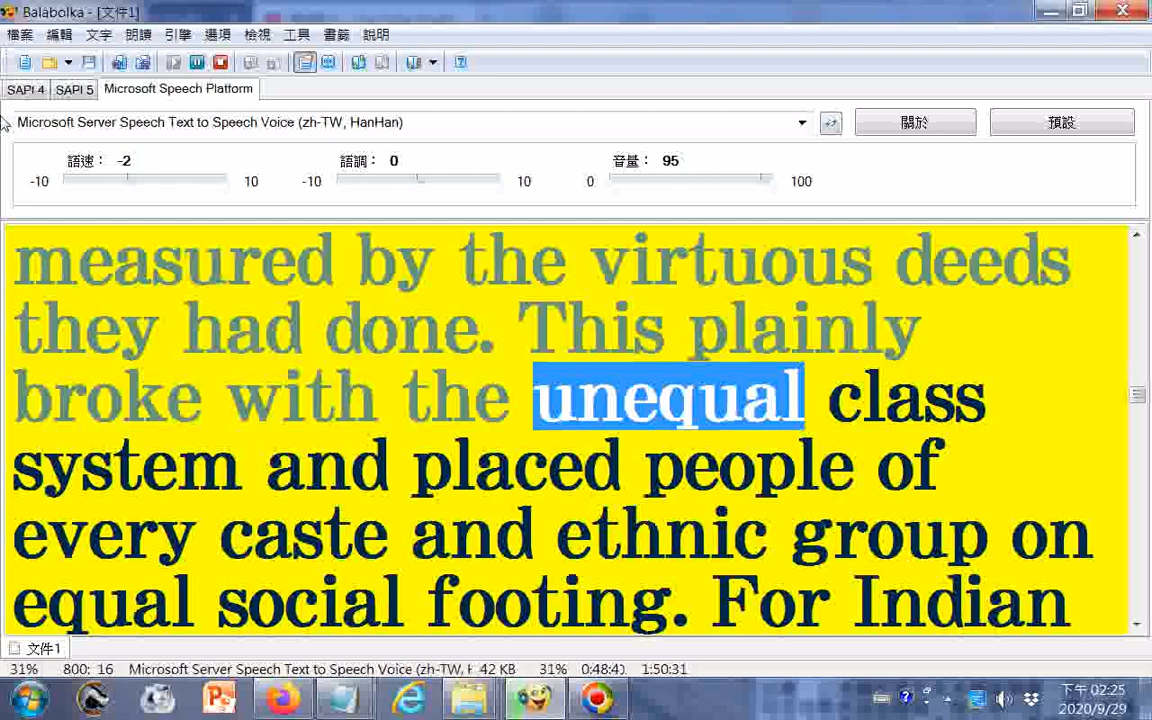 Balabolka - [文件1]
檔案 編輯 文字 朗讀 引擎 選項 檢視 工具 書籤 說明
SAPI 4 SAPI 5 Microsoft Speech Platform
Microsoft Server Speech Text to Speech Voice (zh-TW, HanHan) 關於 預設
語速： -2 語調： 0 音量： 95
-10 10 -10 10 0 100
measured by the virtuous deeds
they had done. This plainly
broke with the unequal class
system and placed people of
every caste and ethnic group on
equal social footing. For Indian
文件1
31% 800: 16 Microsoft Server Speech Text to Speech Voice (zh-TW, 42 KB 31% 0:48:4 1:50:31
下午 02:25
2020/9/29